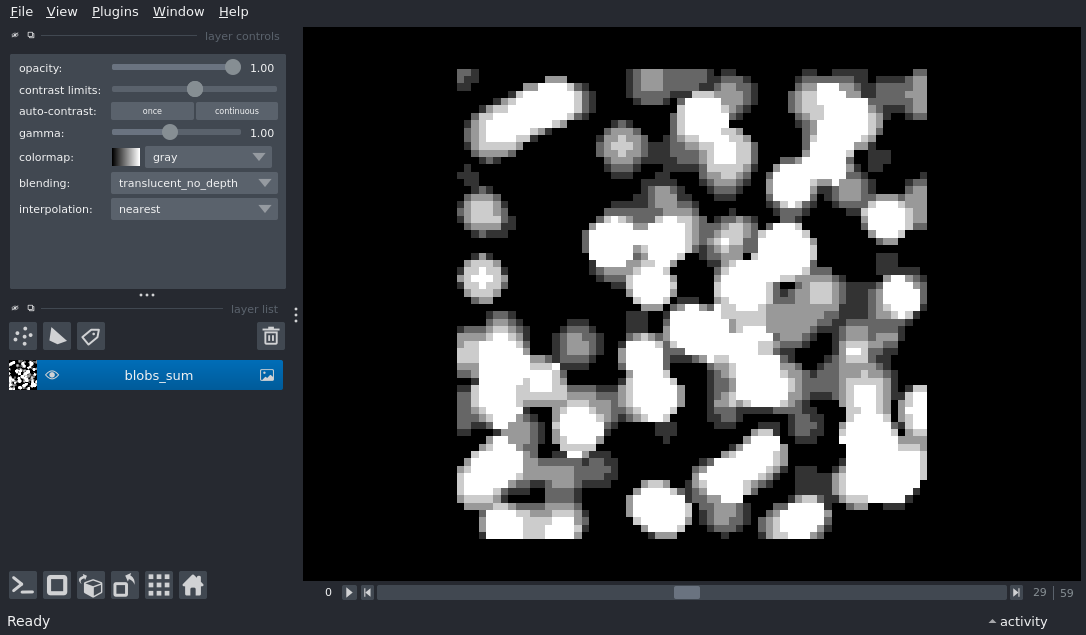 File View Plugins Window Help
layer controls
opacity: 1.00
contrast limits:
auto-contrast: once continuous
gamma: 1.00
colormap: gray
blending: translucent_no_depth
interpolation: nearest
layer list
blobs_sum
0 29 59
Ready activity